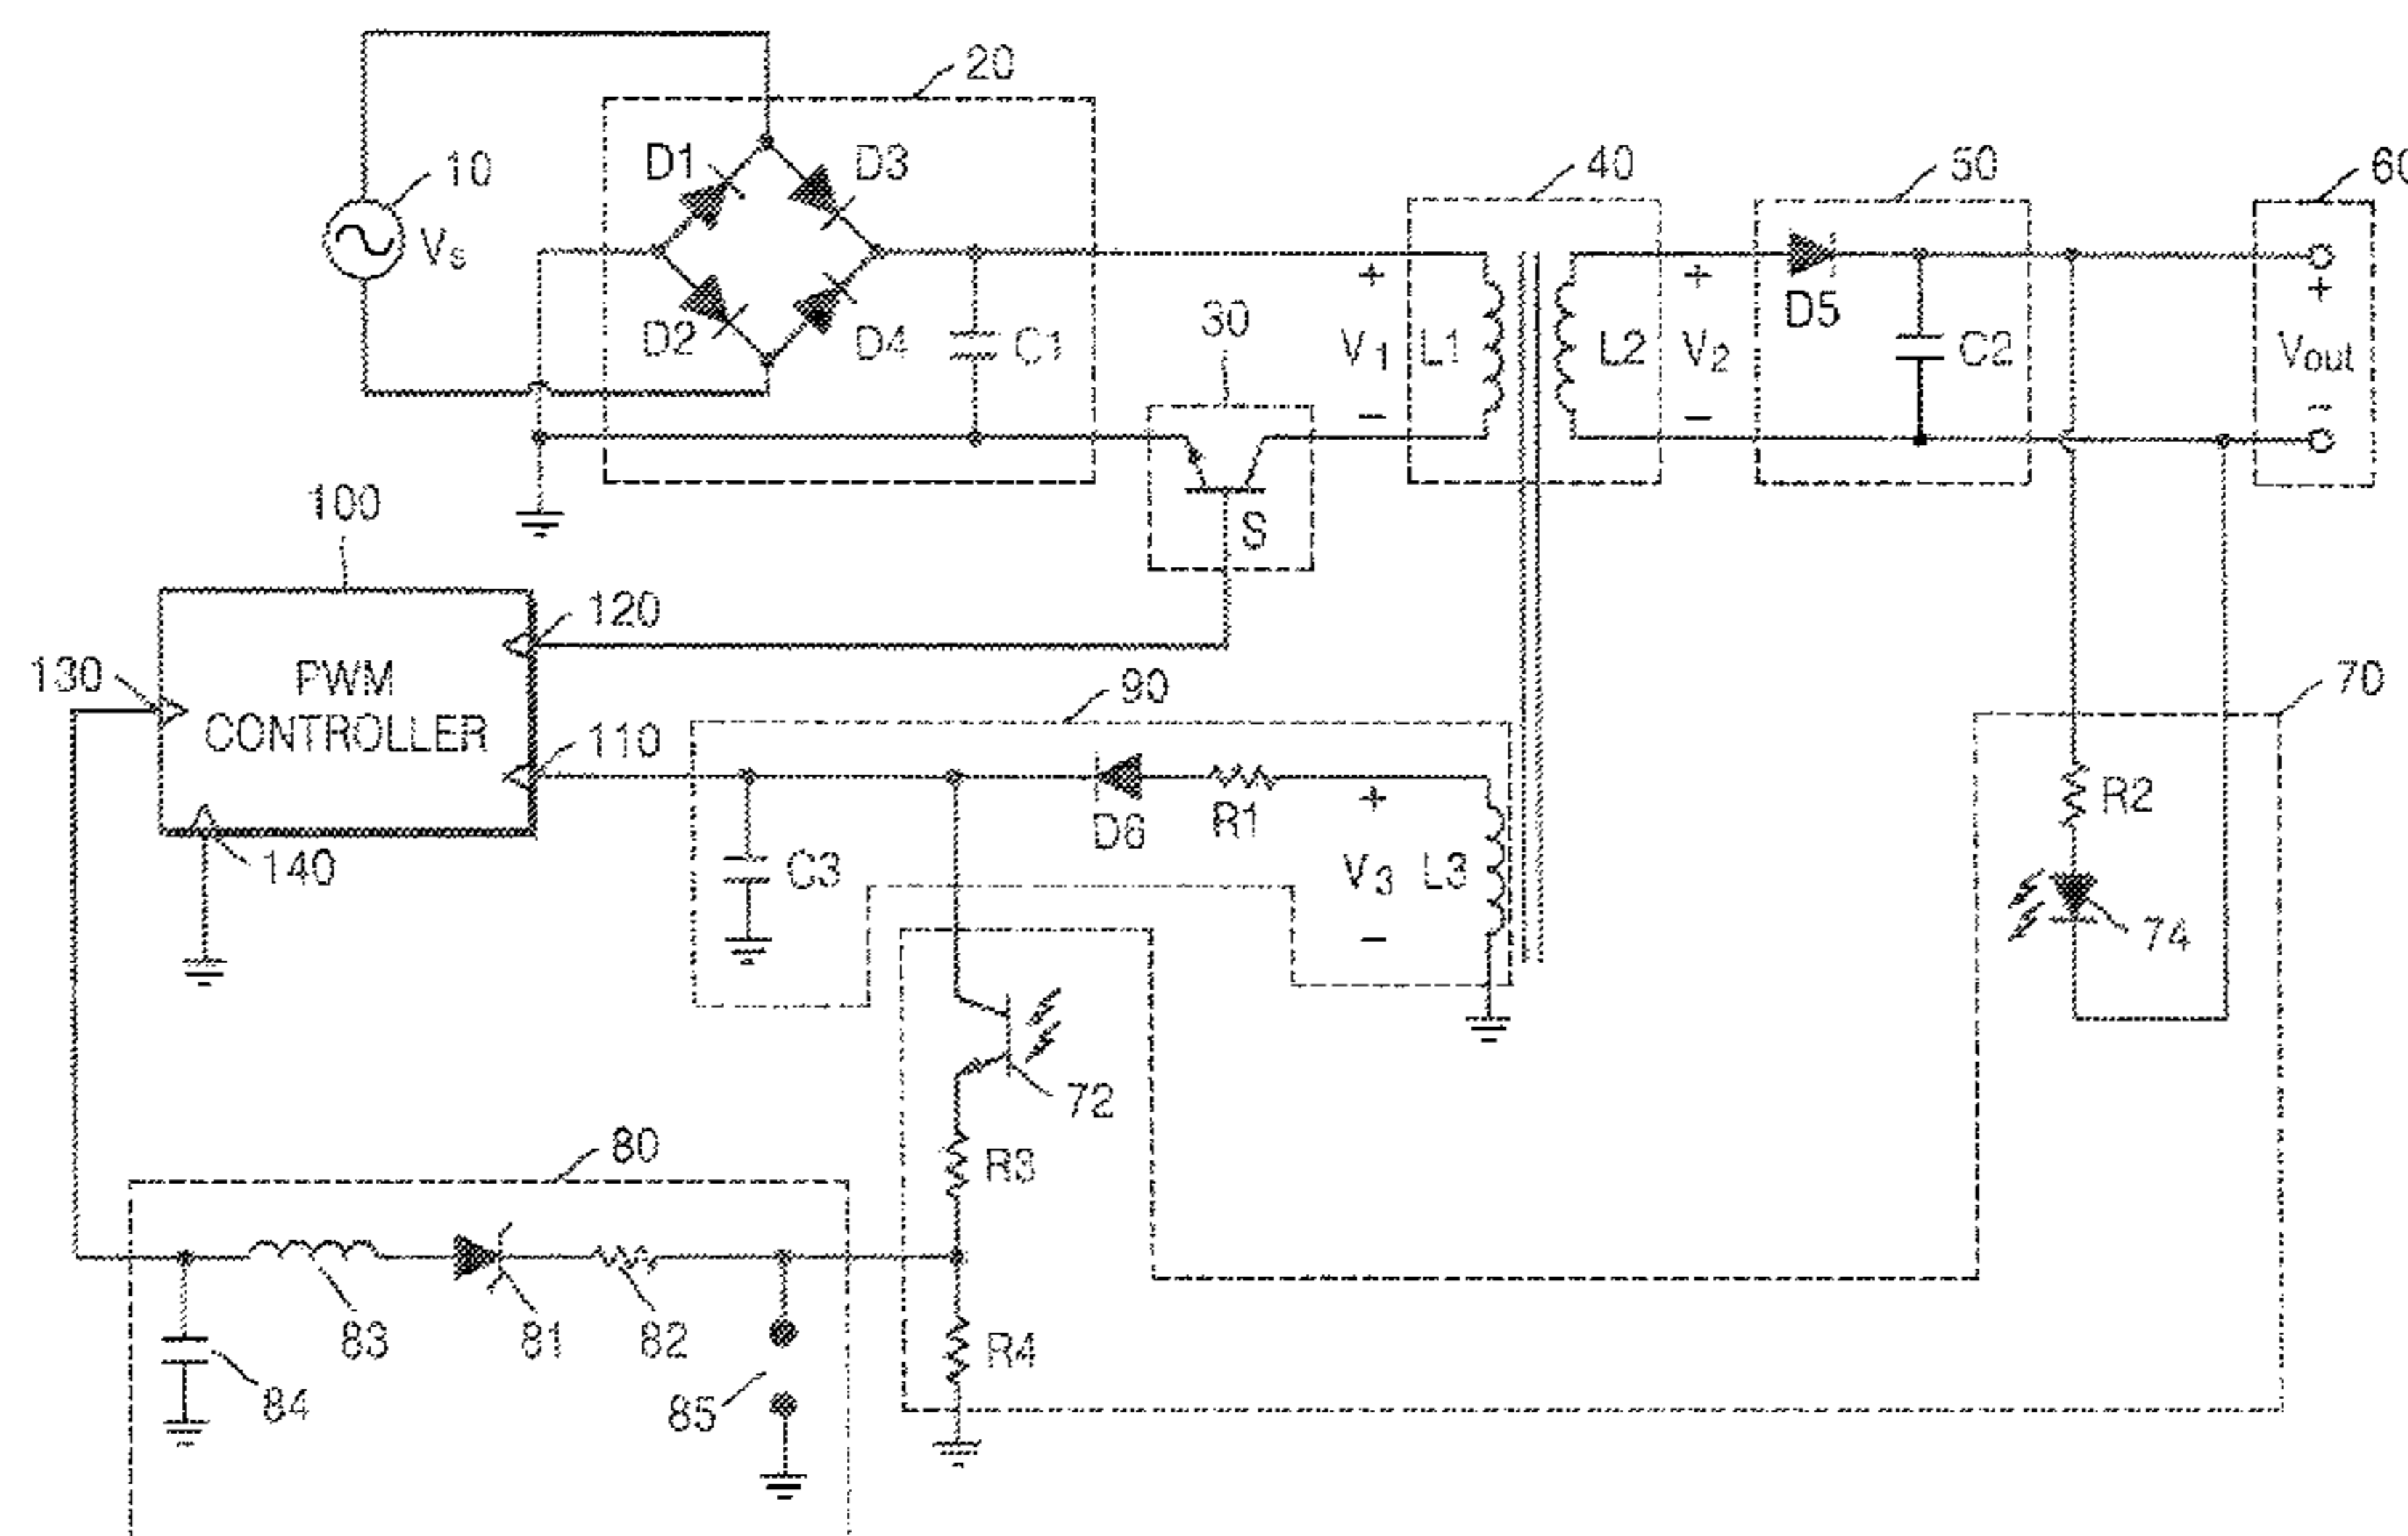 20
D1
D3
10
Vs
D2
D4
C1
30
S
40
V1
L1
L2
V2
50
D5
C2
60
+
Vout
−
+
−
+
−
100
PWM
CONTROLLER
120
130
110
140
90
C3
D6
R1
+
V3
−
L3
70
R2
74
72
R3
R4
80
83
81
82
84
85